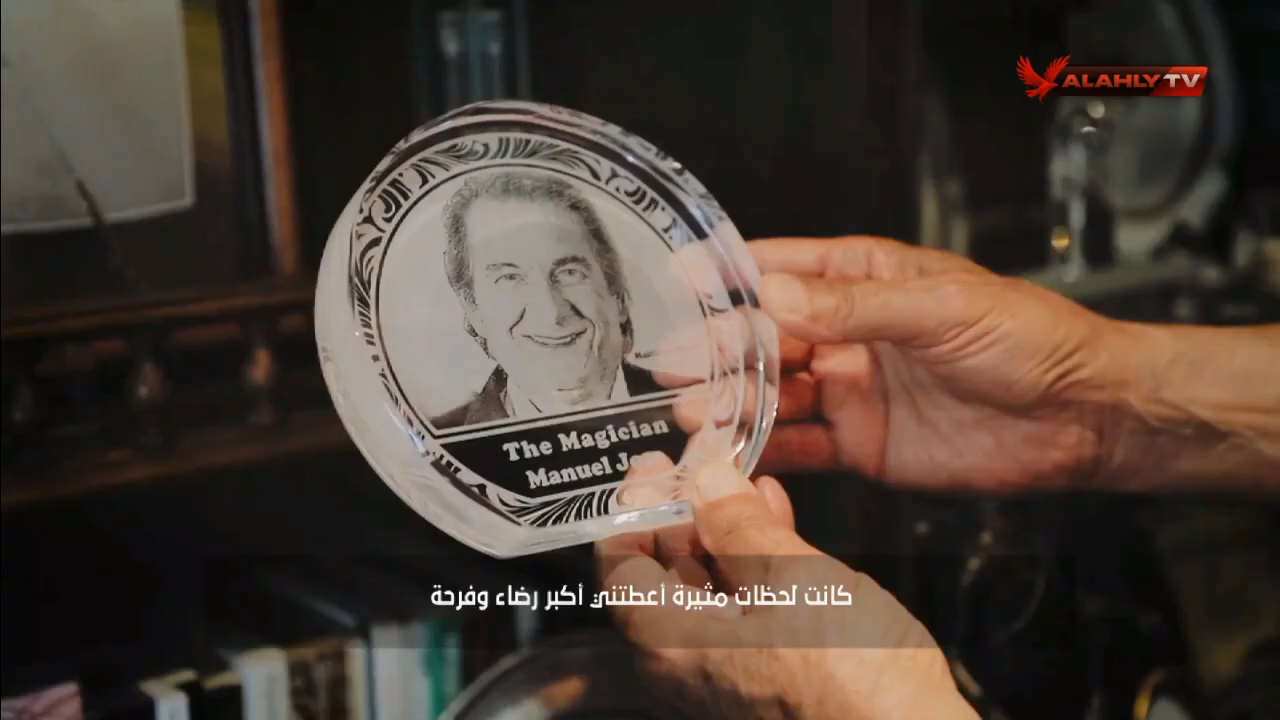 ALAHLY TV
The Magician
Manuel
كانت لحظات مثيرة أعطتني أكبر رضاء وفرحة